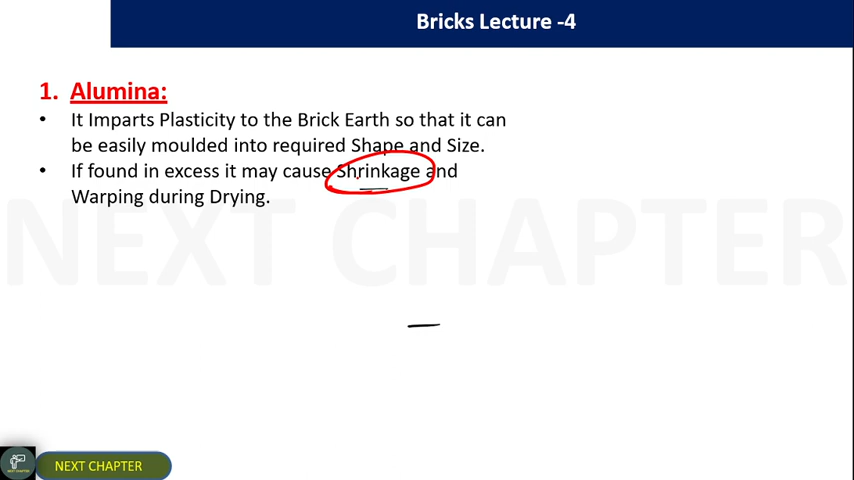 Bricks Lecture -4
1. Alumina:
• It Imparts Plasticity to the Brick Earth so that it can
be easily moulded into required Shape and Size.
• If found in excess it may cause Shrinkage and
Warping during Drying.
NEXT CHAPTER
NEXT CHAPTER